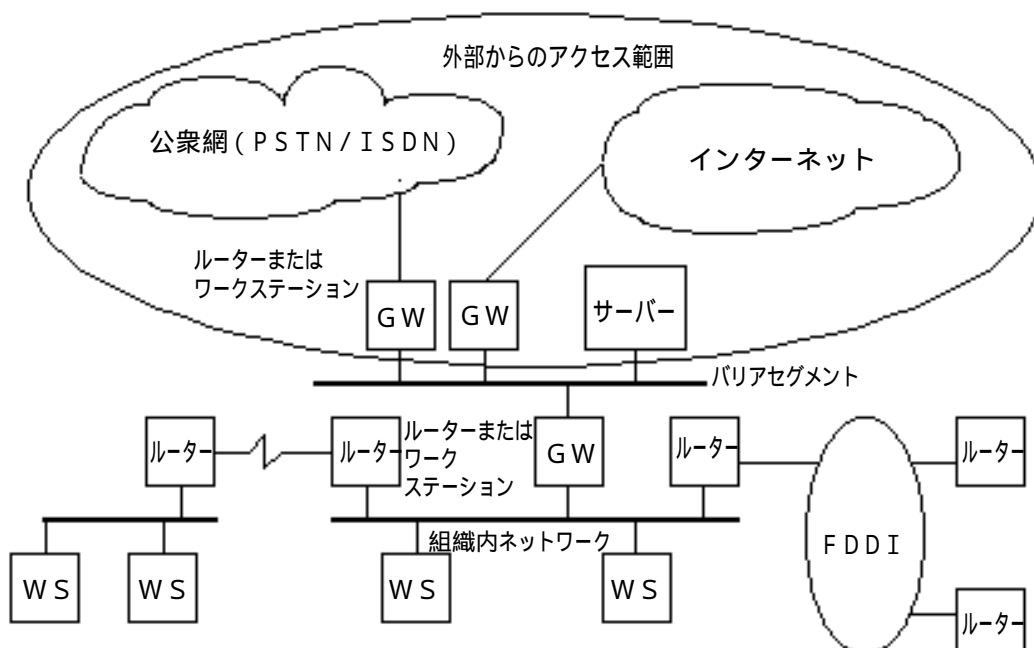 外部からのアクセス範囲
公衆網(PSTN/ISDN)
インターネット
ルーターまたは
ワークステーション
GW
GW
サーバー
バリアセグメント
ルーター
ルーター
ルーターまたは
ワーク
ステーション
GW
ルーター
ルーター
組織内ネットワーク
FDDI
WS
WS
WS
WS
ルーター